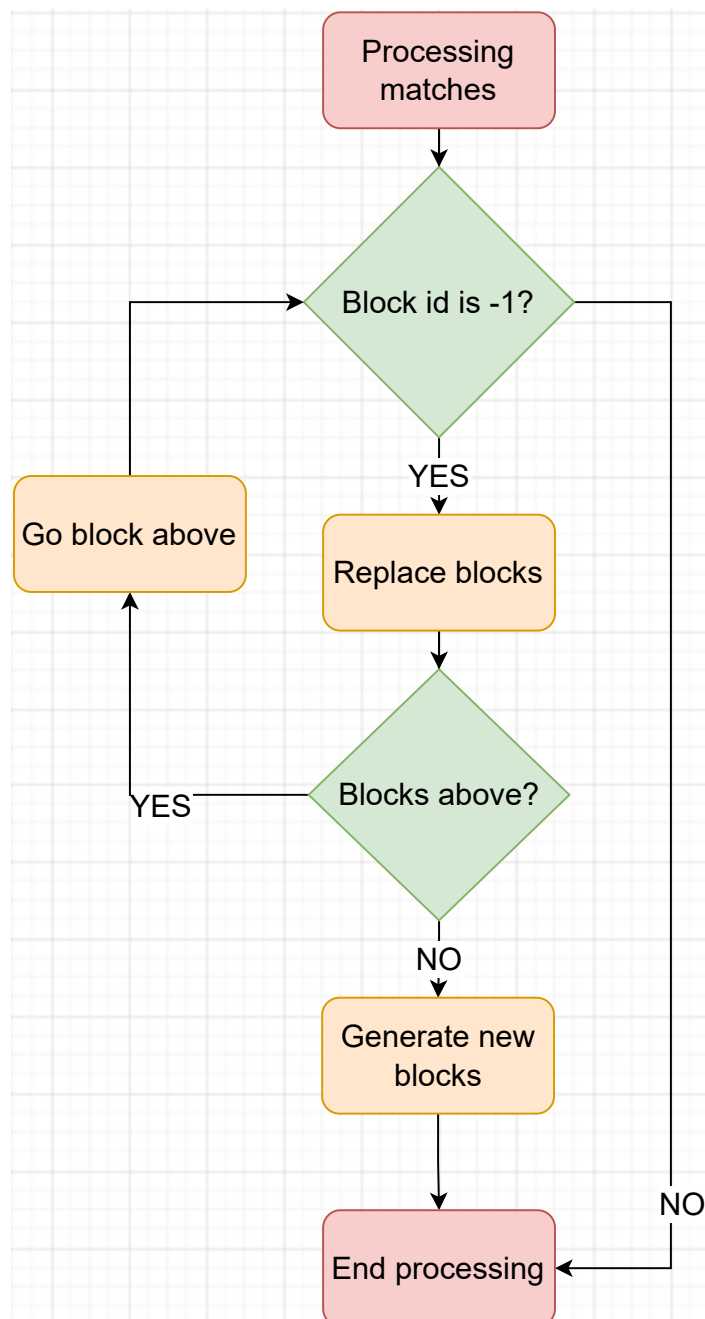 Processing
matches
Block id is -1?
YES
Go block above
Replace blocks
Blocks above?
YES
NO
Generate new
blocks
NO
End processing